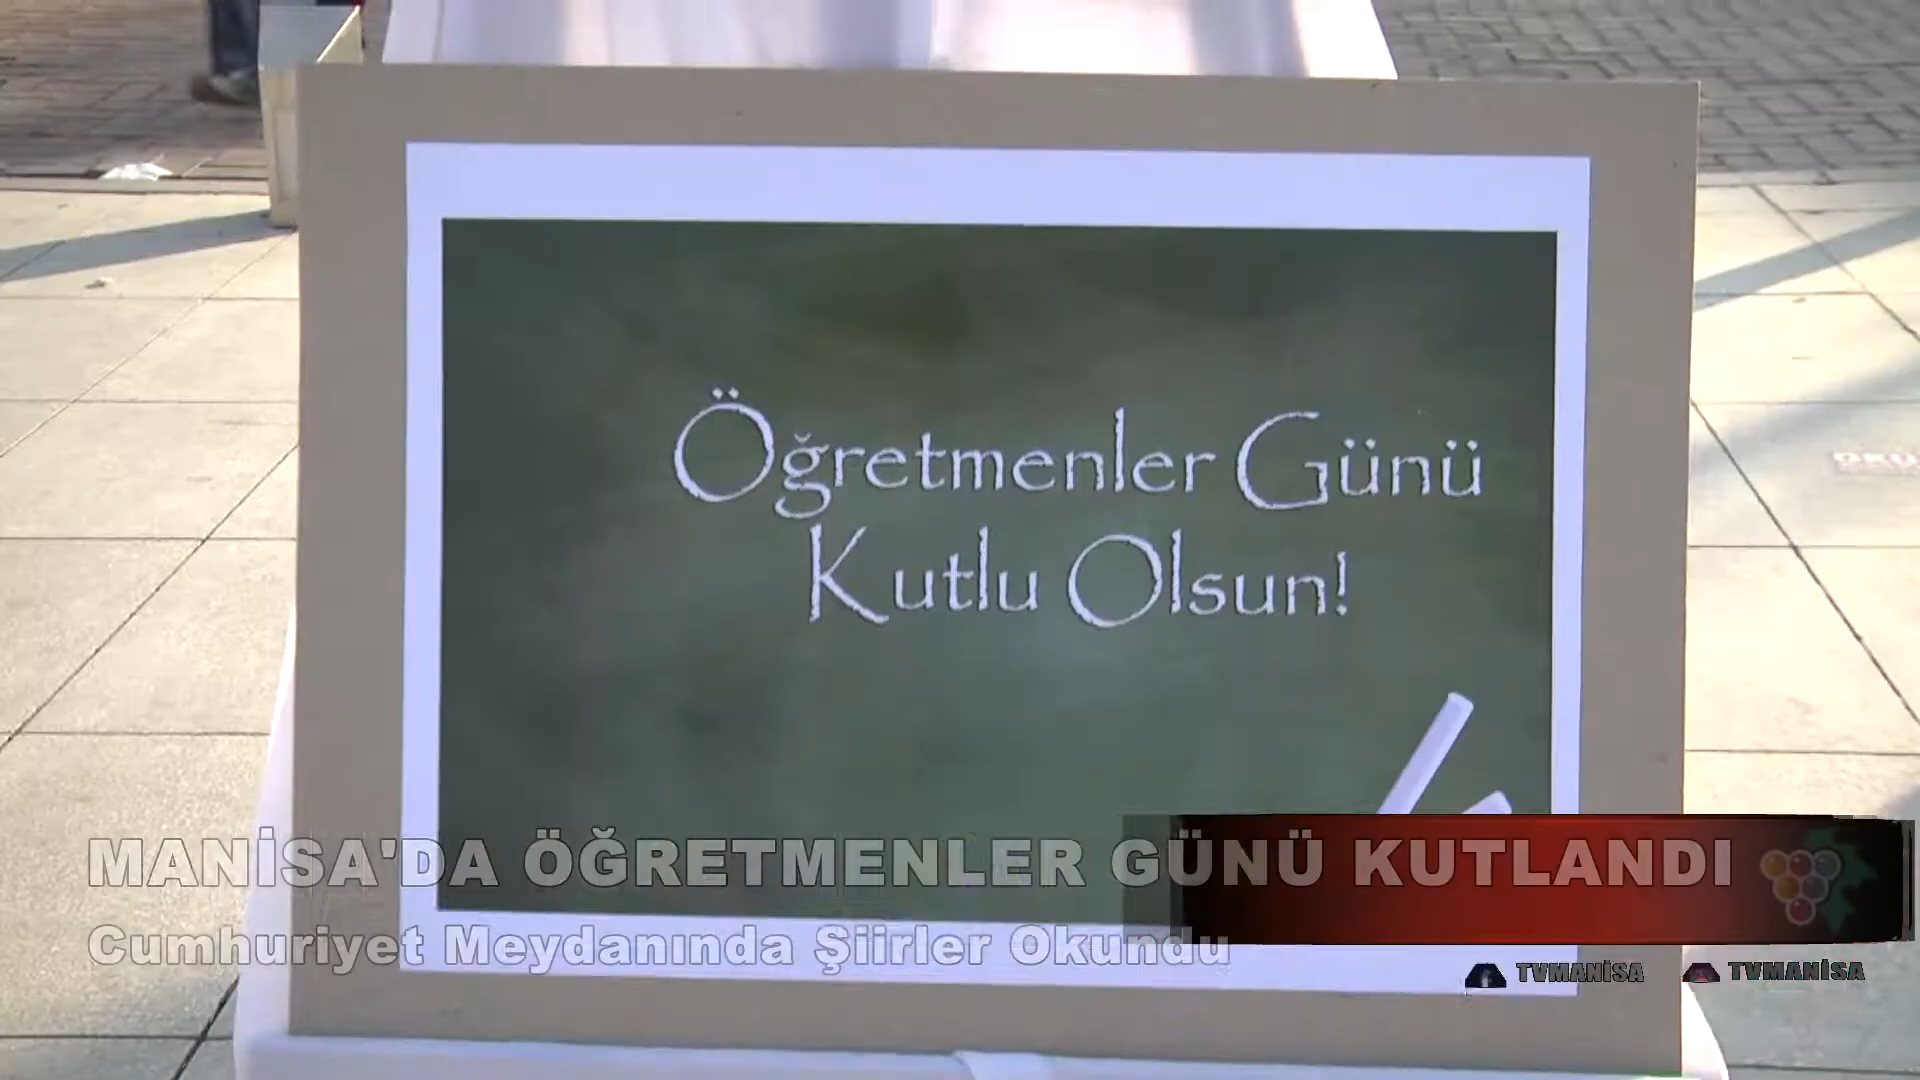 Öğretmenler Günü
Kutlu Olsun!
MANİSA'DA ÖĞRETMENLER GÜNÜ KUTLANDI
Cumhuriyet Meydanında Şiirler Okundu
TVMANİSA TVMANİSA